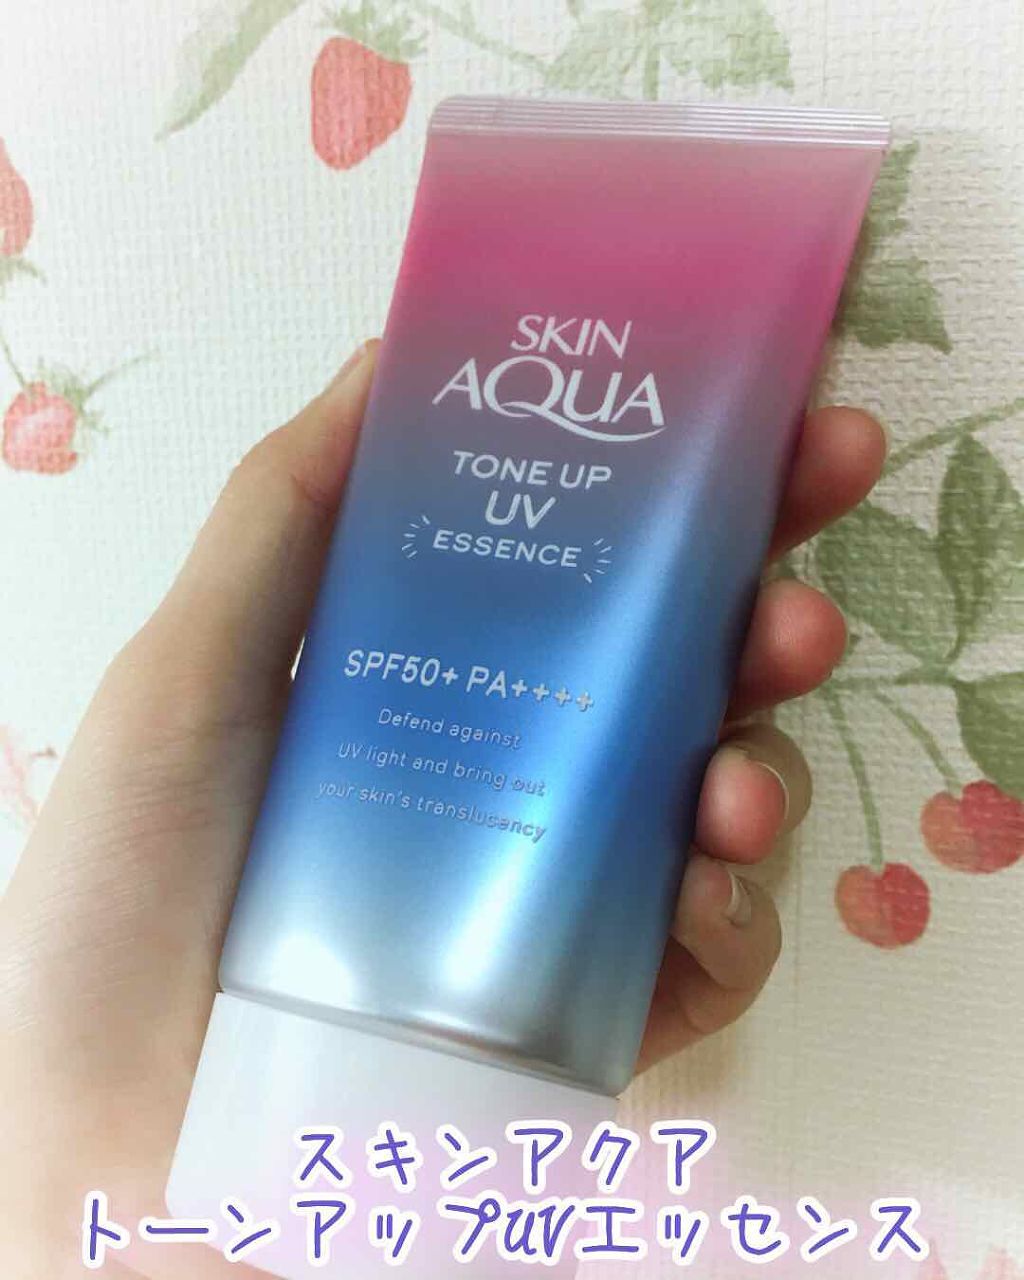 SKIN
AQUA
TONE UP
UV
ESSENCE
SPF50+ PA++++
Defend against
UV light and bring out
your skin's translucency
スキンアクア
トーンアップUVエッセンス